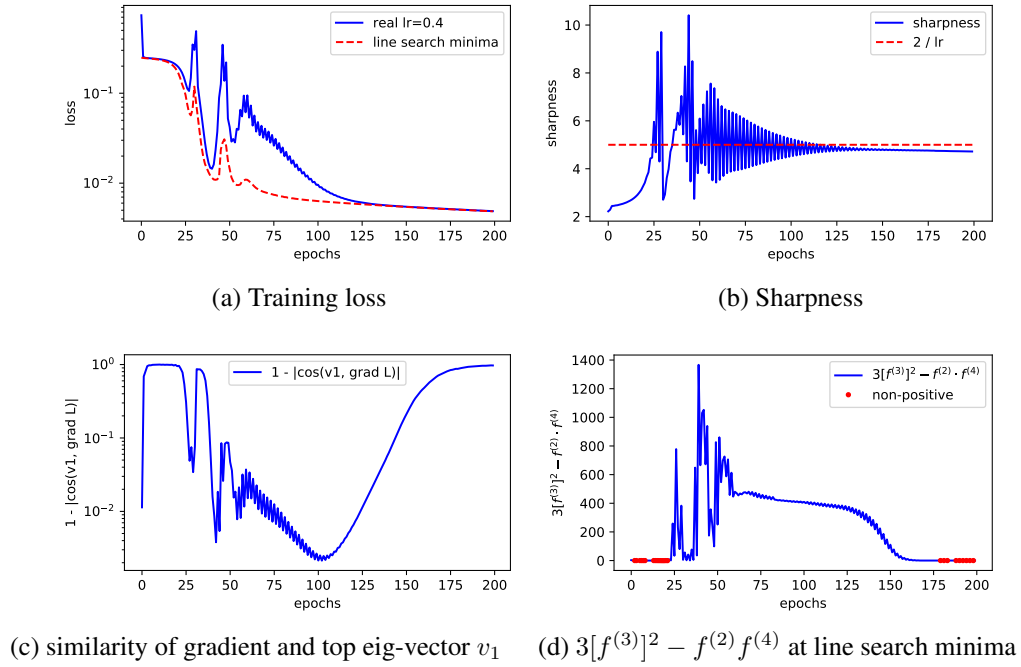 real lr=0.4
line search minima
10^{-1}
10^{-2}
loss
0 25 50 75 100 125 150 175 200
epochs
(a) Training loss
sharpness
2 / lr
10
8
6
4
2
sharpness
0 25 50 75 100 125 150 175 200
epochs
(b) Sharpness
1 - |cos(v1, grad L)|
10^0
10^{-1}
10^{-2}
1 - |cos(v1, grad L)|
0 25 50 75 100 125 150 175 200
epochs
(c) similarity of gradient and top eig-vector v_1
3[f^{(3)}]^2 − f^{(2)} · f^{(4)}
non-positive
1400
1200
1000
800
600
400
200
0
3[f^{(3)}]^2 − f^{(2)} · f^{(4)}
0 25 50 75 100 125 150 175 200
epochs
(d) 3[f^{(3)}]^2 − f^{(2)} f^{(4)} at line search minima